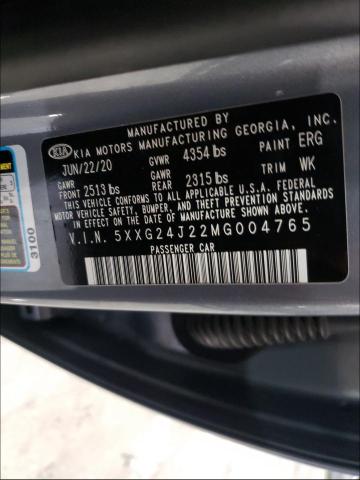 MANUFACTURED BY
KIA KIA MOTORS MANUFACTURING GEORGIA, INC.
JUN/22/20 GVWR 4354 lbs PAINT ERG
GAWR FRONT 2513 lbs GAWR REAR 2315 lbs TRIM WK
THIS VEHICLE CONFORMS TO ALL APPLICABLE U.S.A. FEDERAL
MOTOR VEHICLE SAFETY, BUMPER, AND THEFT PREVENTION STANDARDS
IN EFFECT ON THE DATE OF MANUFACTURE SHOWN ABOVE.
V.I.N. 5XXG24J22MG004765
PASSENGER CAR
3100